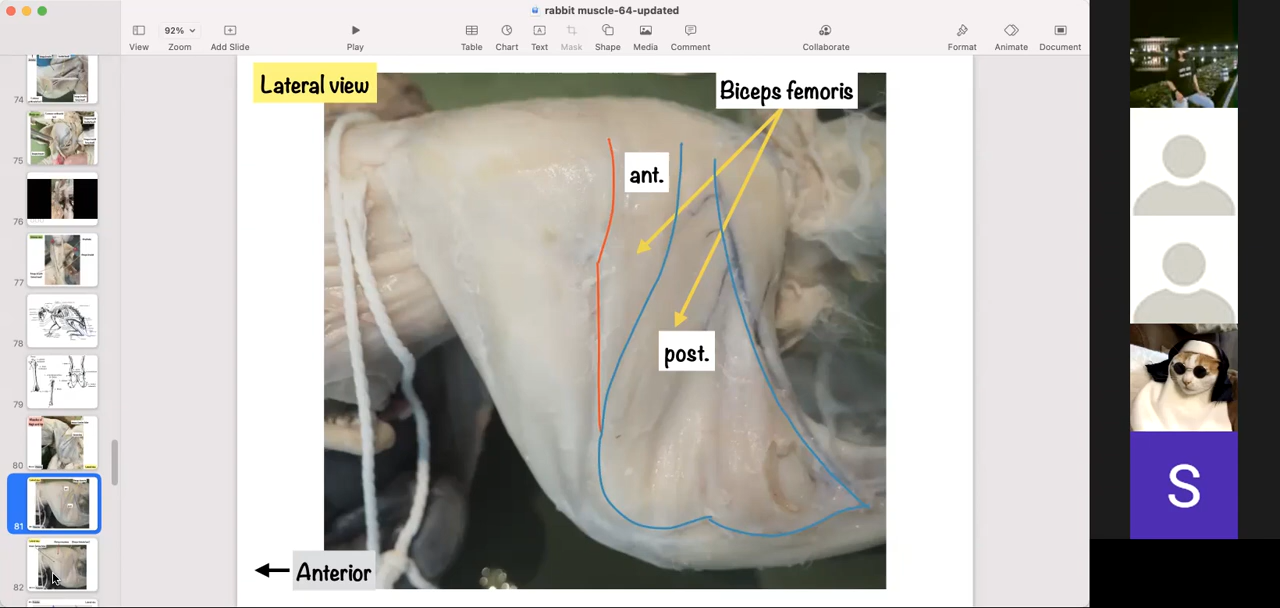 rabbit muscle-64-updated
92%
View
Zoom
Add Slide
Play
Table
Chart
Text
Mask
Shape
Media
Comment
Collaborate
Format
Animate
Document
74
75
76
77
78
79
80
81
82
Lateral view
Biceps femoris
ant.
post.
Anterior
S